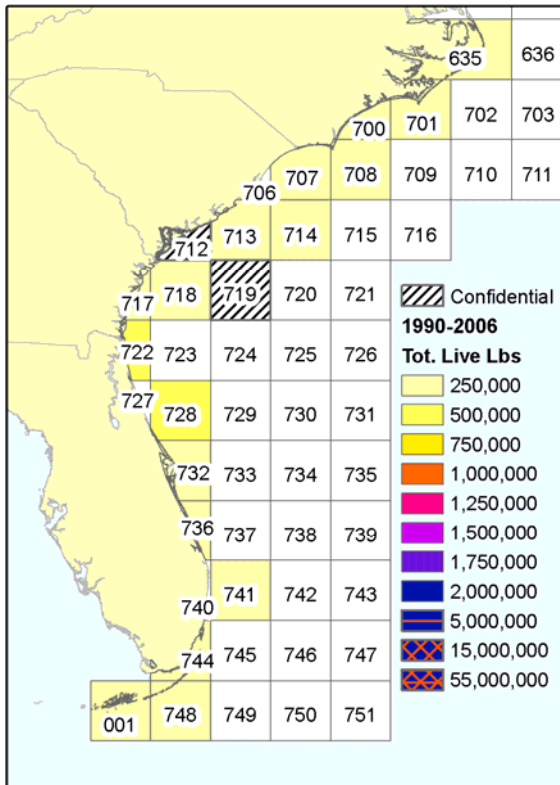 635 636
700 701 702 703
706 707 708 709 710 711
712 713 714 715 716
717 718 719 720 721
722 723 724 725 726
727 728 729 730 731
732 733 734 735
736 737 738 739
740 741 742 743
744 745 746 747
001 748 749 750 751
Confidential
1990-2006
Tot. Live Lbs
250,000
500,000
750,000
1,000,000
1,250,000
1,500,000
1,750,000
2,000,000
5,000,000
15,000,000
55,000,000